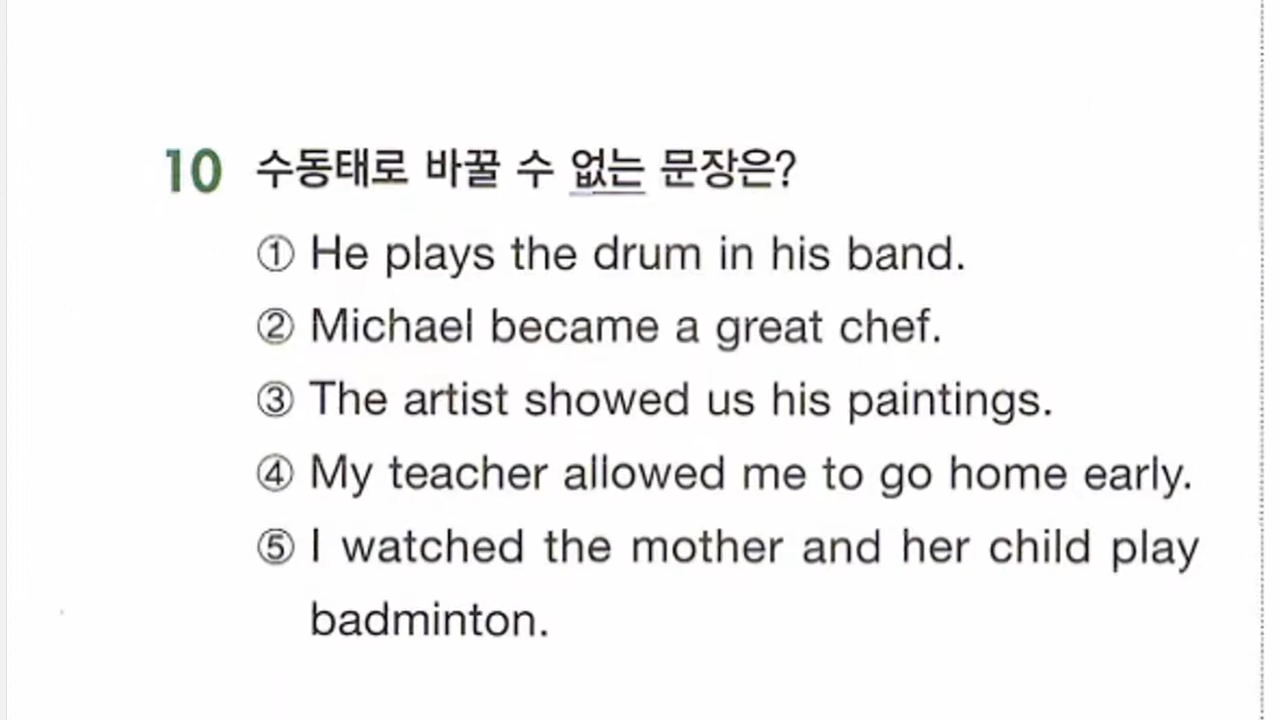 10 수동태로 바꿀 수 없는 문장은?
① He plays the drum in his band.
② Michael became a great chef.
③ The artist showed us his paintings.
④ My teacher allowed me to go home early.
⑤ I watched the mother and her child play
badminton.